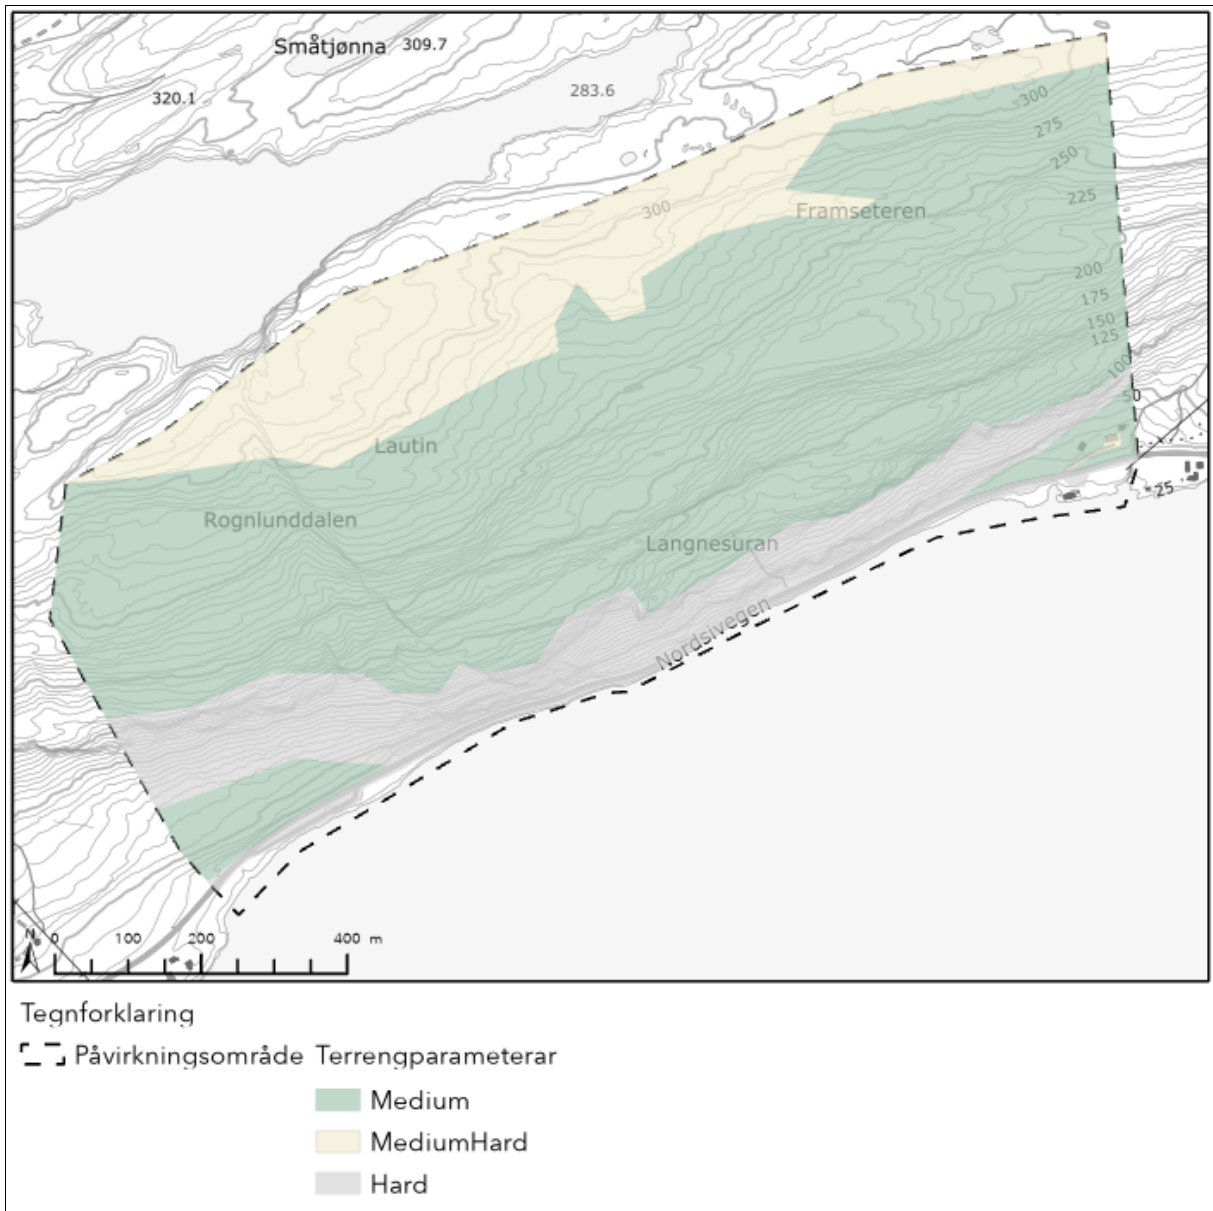 Småtjønna 309.7
320.1
283.6
300
275
250
225
300
Framseteren
200
175
150
125
100
50
Lautin
25
Rognlunddalen
Langnesuran
Nordsivegen
N 0 100 200 400 m
Tegnforklaring
Påvirkningsområde Terrengparameterar
Medium
MediumHard
Hard